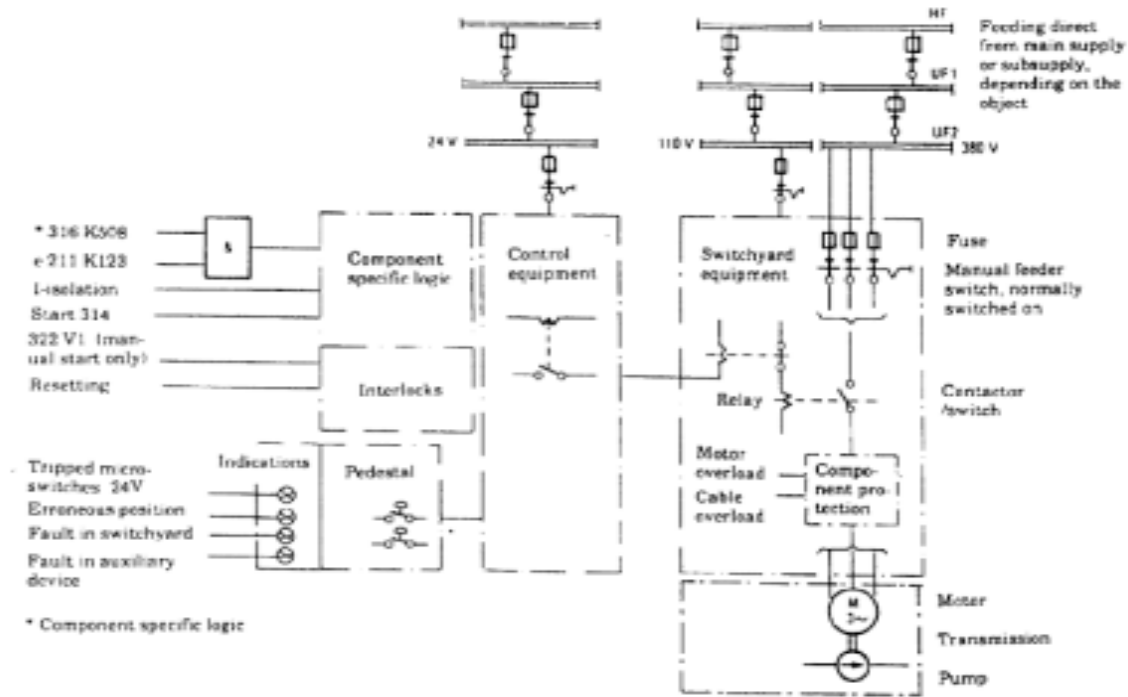 HF
Feeding direct
from main supply
or subsupply,
depending on the
object
UF1
UF2
24 V
110 V
380 V
* 316 K508
211 K123
&
I-isolation
Start 314
322 V1 (man-
ual start only)
Resetting
Component
specific logic
Interlocks
Control
equipment
Switchyard
equipment
Fuse
Manual feeder
switch, normally
switched on
Relay
Contactor
/switch
Motor
overload
Cable
overload
Compo-
nent pro-
tection
Tripped micro-
switches 24V
Erroneous position
Fault in switchyard
Fault in auxiliary
device
Indications
Pedestal
* Component specific logic
M
Motor
Transmission
Pump